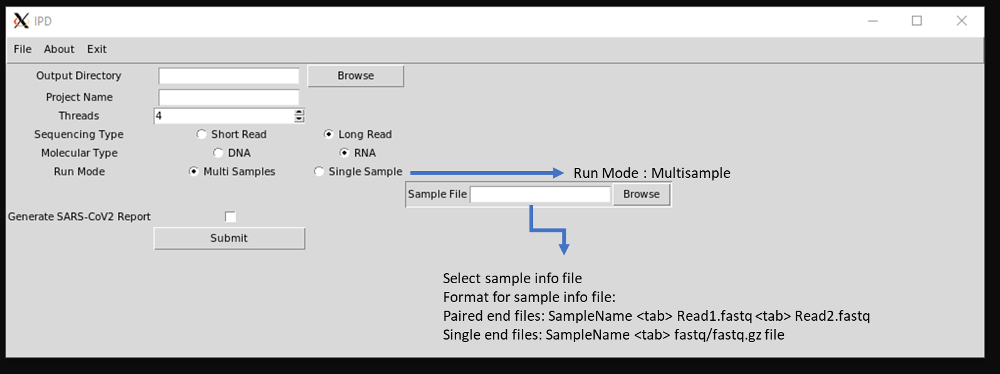 IPD
File About Exit
Output Directory Browse
Project Name
Threads 4
Sequencing Type Short Read Long Read
Molecular Type DNA RNA
Run Mode Multi Samples Single Sample Run Mode : Multisample
Sample File Browse
Generate SARS-CoV2 Report
Submit
Select sample info file
Format for sample info file:
Paired end files: SampleName <tab> Read1.fastq <tab> Read2.fastq
Single end files: SampleName <tab> fastq/fastq.gz file